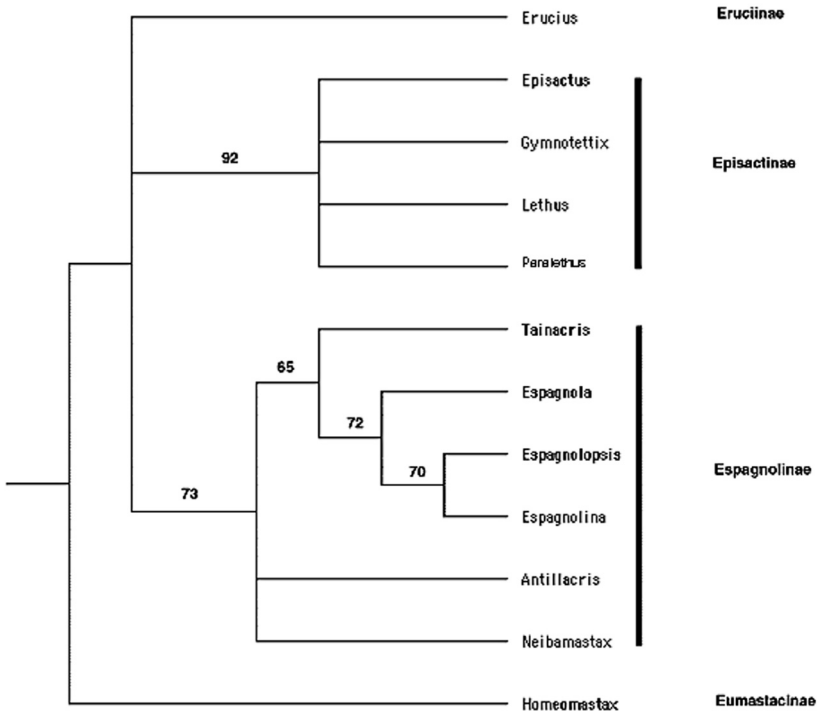 Erucius Eruciinae
Episactus
Gymnotettix
92
Episactinae
Lethus
Paralethus
Tainacris
65
Espagnola
72
Espagnolopsis
70
Espagnolinae
73
Espagnolina
Antillacris
Neibamastax
Homeomastax Eumastacinae